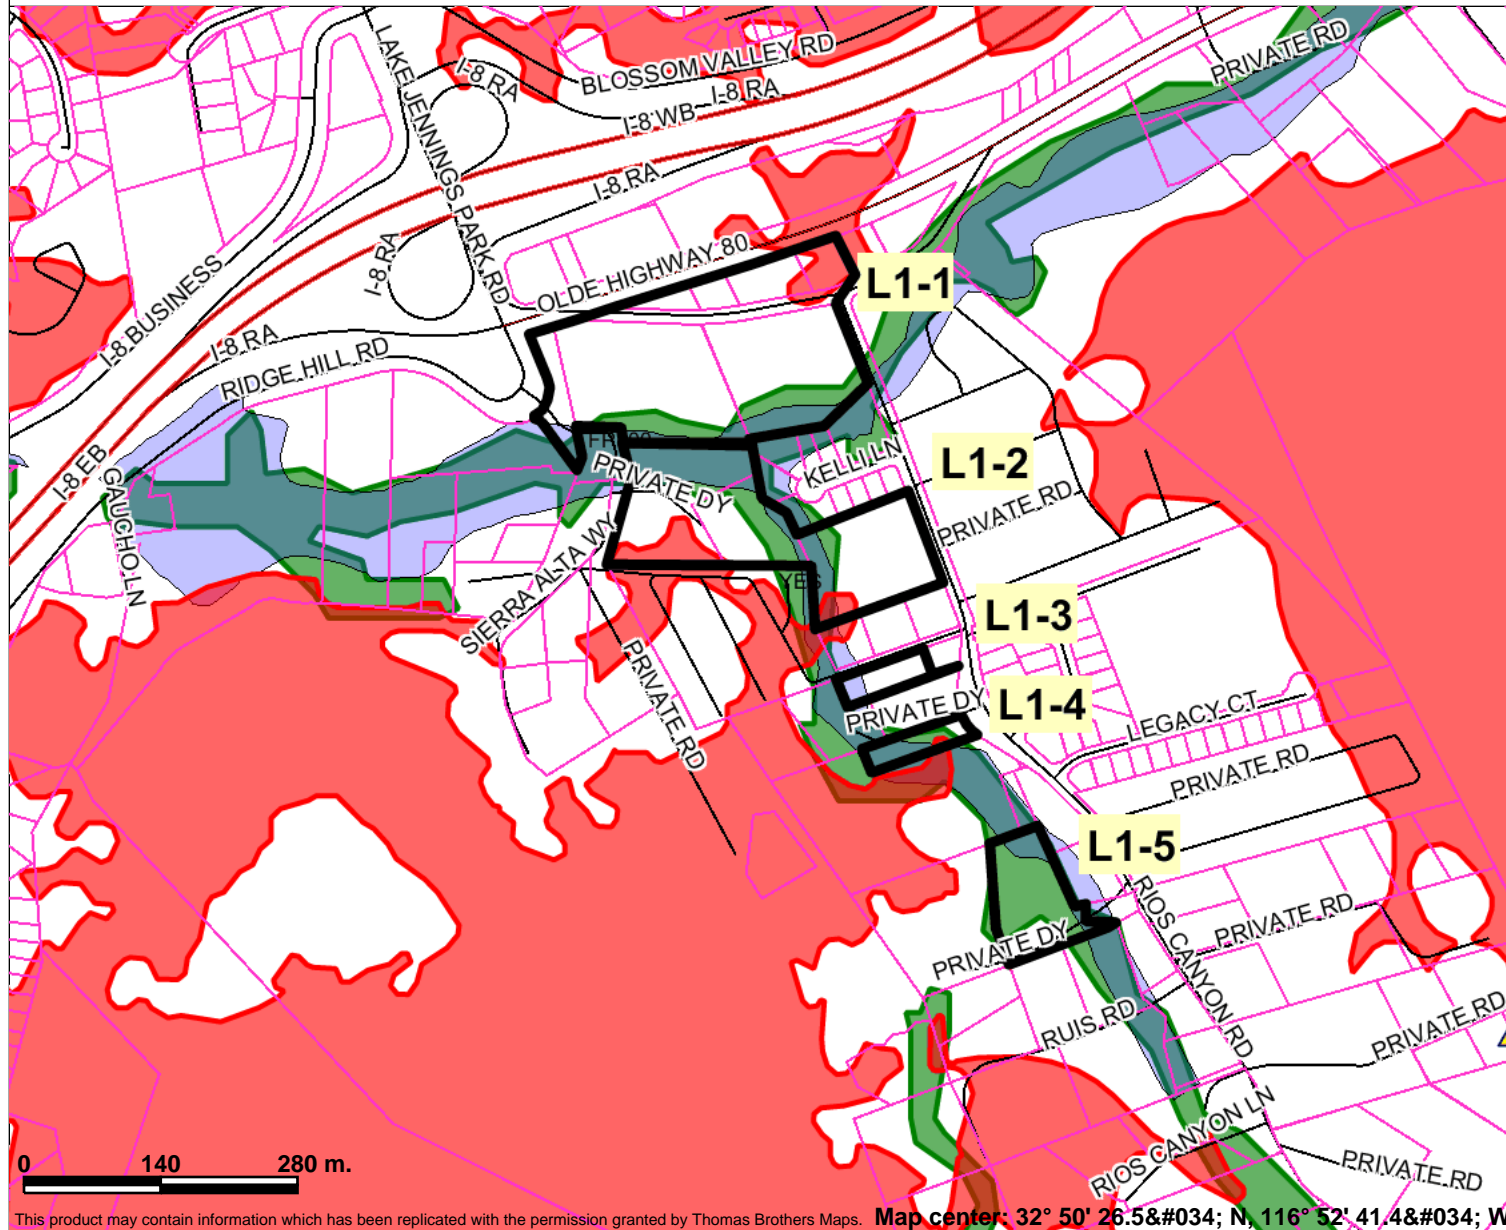 BLOSSOM VALLEY RD
PRIVATE RD
LAKE JENNINGS PARK RD
I-8 RA
I-8 RA
I-8 WB
I-8 RA
I-8 RA
OLDE HIGHWAY 80
L1-1
I-8 BUSINESS
I-8 RA
RIDGE HILL RD
I-8 EB
GAUCHO LN
PRIVATE DY
KELLI LN
L1-2
PRIVATE RD
SIERRA ALTA WY
YES
L1-3
PRIVATE RD
PRIVATE DY
L1-4
LEGACY CT
PRIVATE RD
L1-5
RIOS CANYON RD
PRIVATE RD
PRIVATE DY
RUIS RD
PRIVATE RD
RIOS CANYON LN
PRIVATE RD
0 140 280 m.
This product may contain information which has been replicated with the permission granted by Thomas Brothers Maps. Map center: 32° 50' 26.5&#034; N, 116° 52' 41.4&#034; W